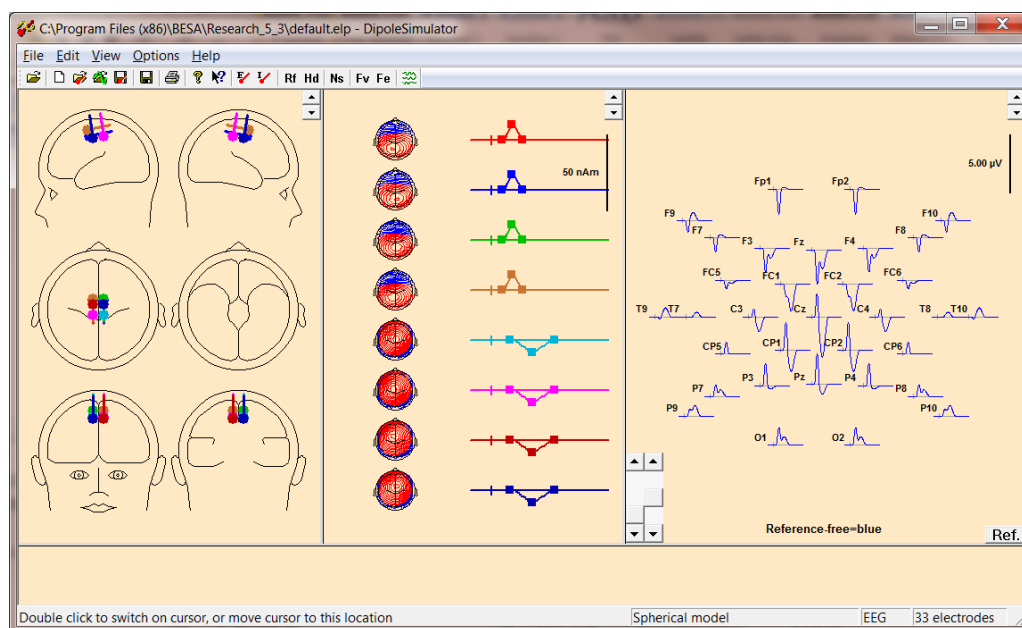 C:\Program Files (x86)\BESA\Research_5_3\default.elp - DipoleSimulator
File Edit View Options Help
Rf Hd Ns Fv Fe
50 nAm
5.00 µV
Fp1 Fp2
F9 F10
F7 F3 Fz F4 F8
FC5 FC1 FC2 FC6
T9 T7 C3 Cz C4 T8 T10
CP5 CP1 CP2 CP6
P7 P3 Pz P4 P8
P9 P10
O1 O2
Reference-free=blue
Ref.
Double click to switch on cursor, or move cursor to this location Spherical model EEG 33 electrodes